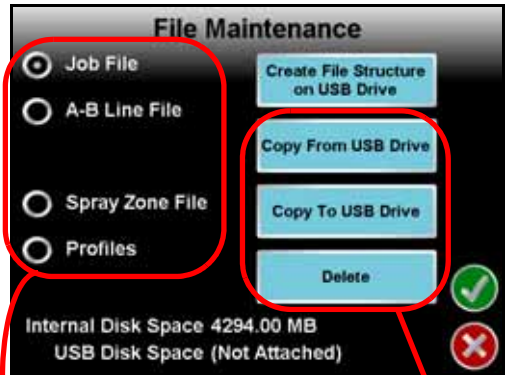 File Maintenance
Job File
A-B Line File
Spray Zone File
Profiles
Create File Structure
on USB Drive
Copy From USB Drive
Copy To USB Drive
Delete
Internal Disk Space 4294.00 MB
USB Disk Space (Not Attached)